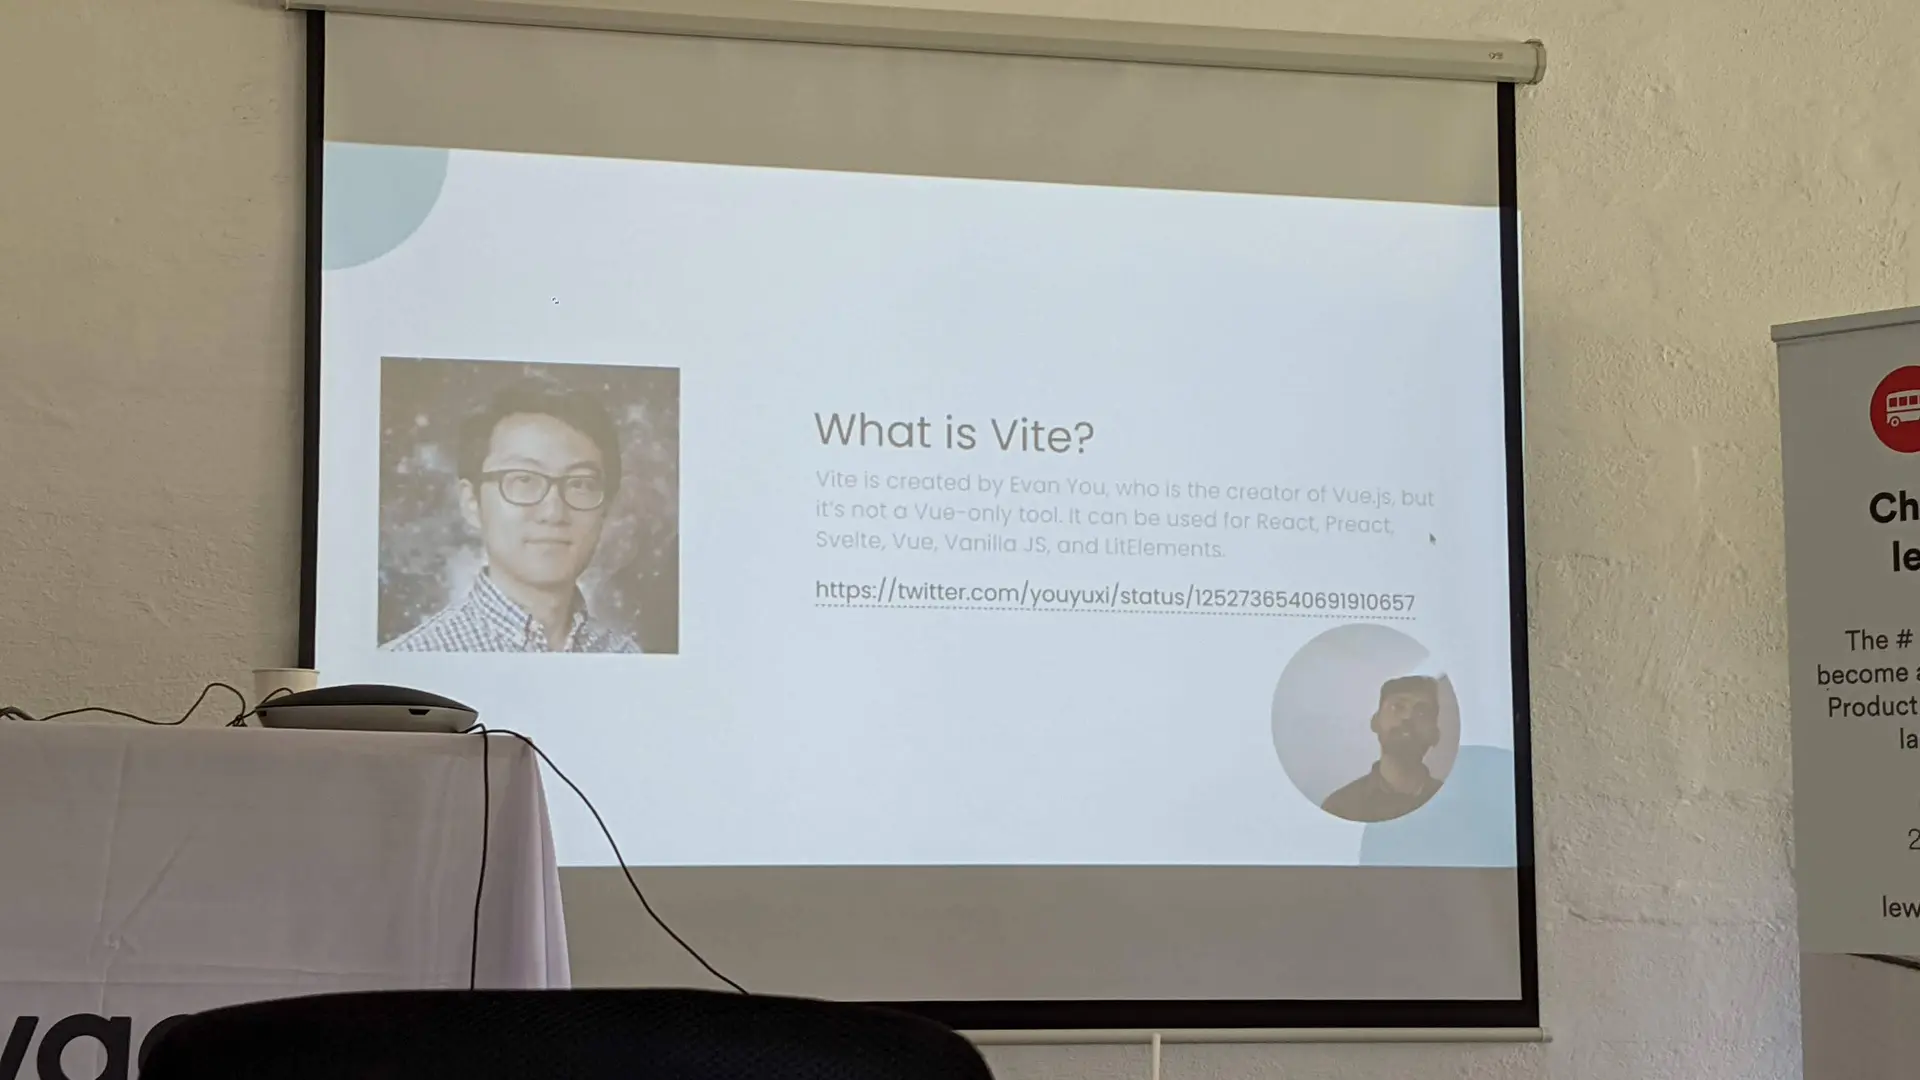 What is Vite?
Vite is created by Evan You, who is the creator of Vue.js, but
it's not a Vue-only tool. It can be used for React, Preact,
Svelte, Vue, Vanilla JS, and LitElements.
https://twitter.com/youyuxi/status/1252736540691910657
Ch
le
The #
become a
Product
la
2
lew